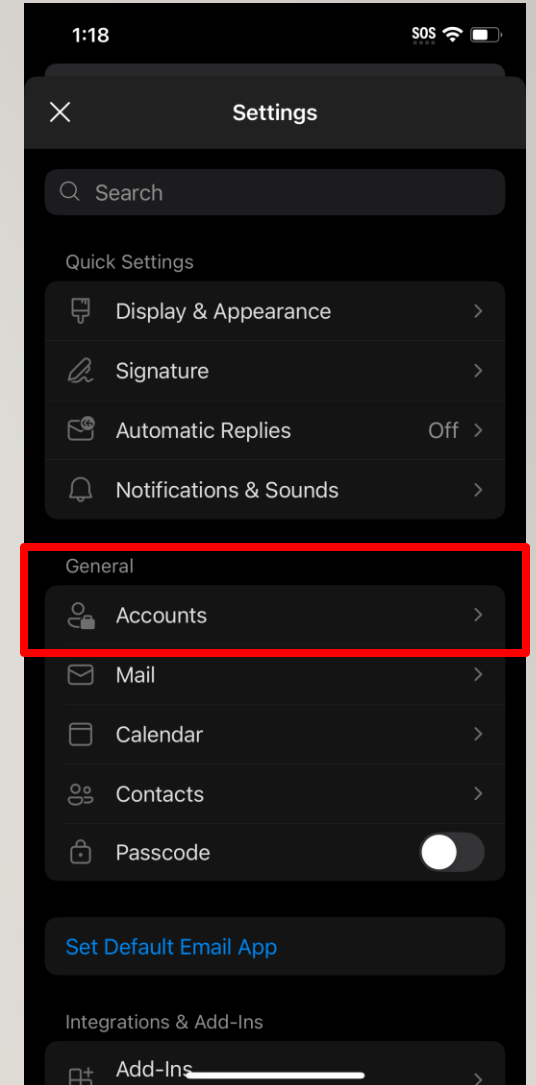 1:18 SOS
Settings
Search
Quick Settings
Display & Appearance
Signature
Automatic Replies Off
Notifications & Sounds
General
Accounts
Mail
Calendar
Contacts
Passcode
Set Default Email App
Integrations & Add-Ins
Add-Ins